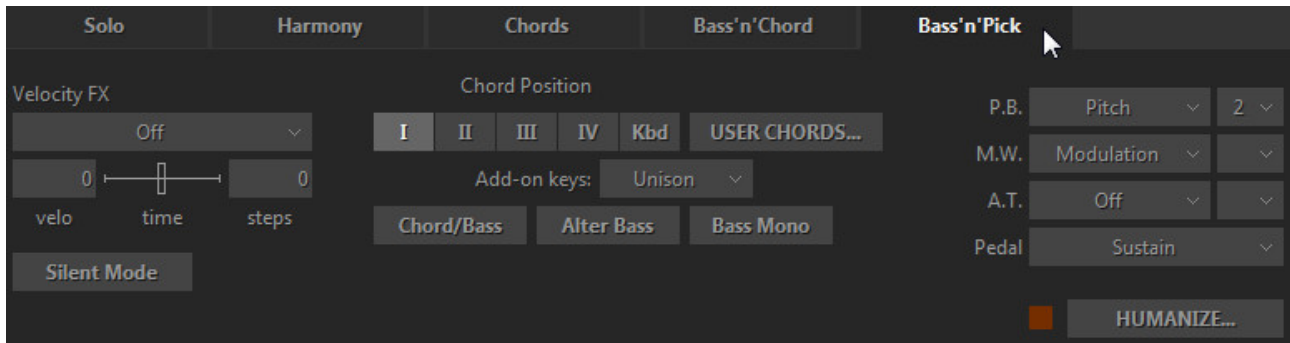 Solo Harmony Chords Bass'n'Chord Bass'n'Pick
Velocity FX
Off
0 0
velo time steps
Silent Mode
Chord Position
I II III IV Kbd USER CHORDS...
Add-on keys: Unison
Chord/Bass Alter Bass Bass Mono
P.B. Pitch 2
M.W. Modulation
A.T. Off
Pedal Sustain
HUMANIZE...